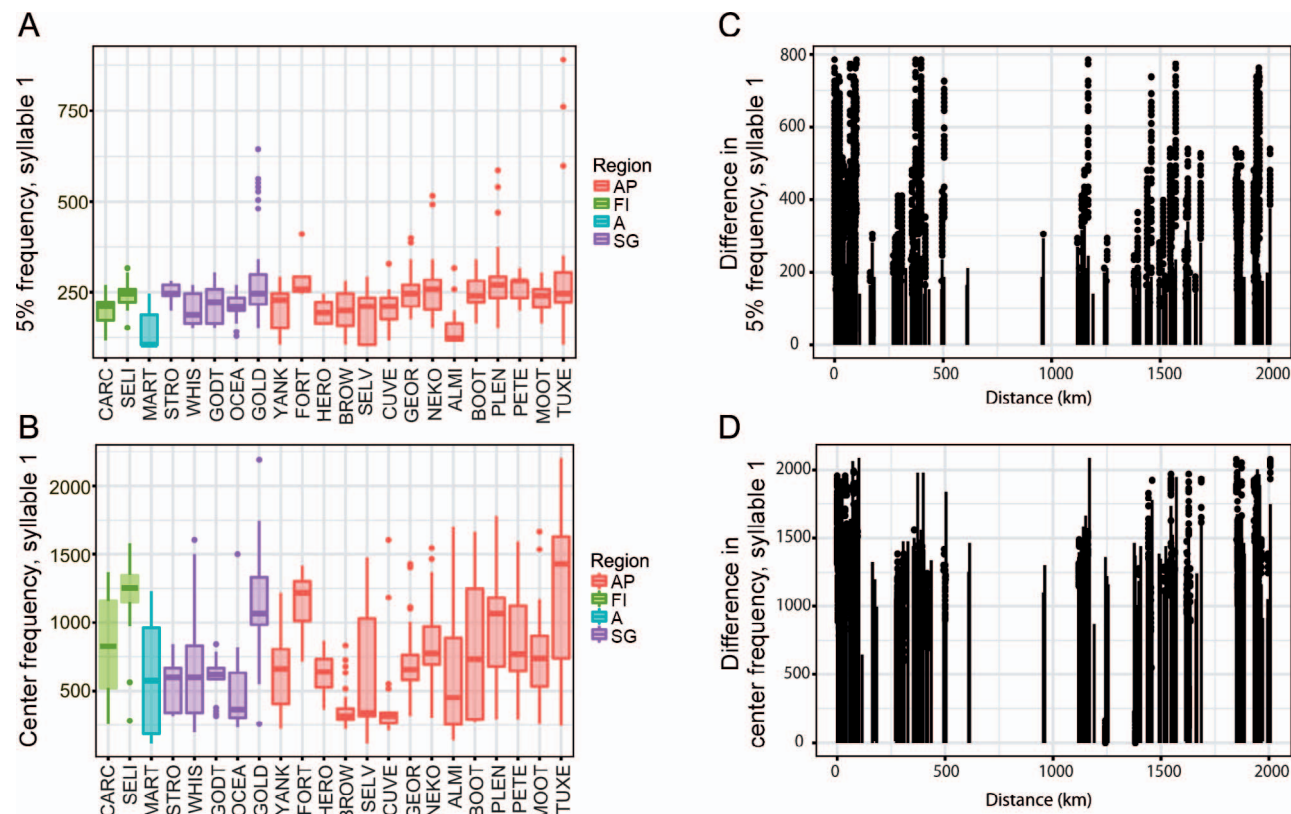 A
5% frequency, syllable 1
750
500
250
CARC
SELI
MART
STRO
WHIS
GODT
OCEA
GOLD
YANK
FORT
HERO
BROW
SELV
CUVE
GEOR
NEKO
ALMI
BOOT
PLEN
PETE
MOOT
TUXE
Region
AP
FI
A
SG
B
Center frequency, syllable 1
2000
1500
1000
500
CARC
SELI
MART
STRO
WHIS
GODT
OCEA
GOLD
YANK
FORT
HERO
BROW
SELV
CUVE
GEOR
NEKO
ALMI
BOOT
PLEN
PETE
MOOT
TUXE
Region
AP
FI
A
SG
C
Difference in
5% frequency, syllable 1
800
600
400
200
0
0 500 1000 1500 2000
Distance (km)
D
Difference in
center frequency, syllable 1
2000
1500
1000
500
0
0 500 1000 1500 2000
Distance (km)